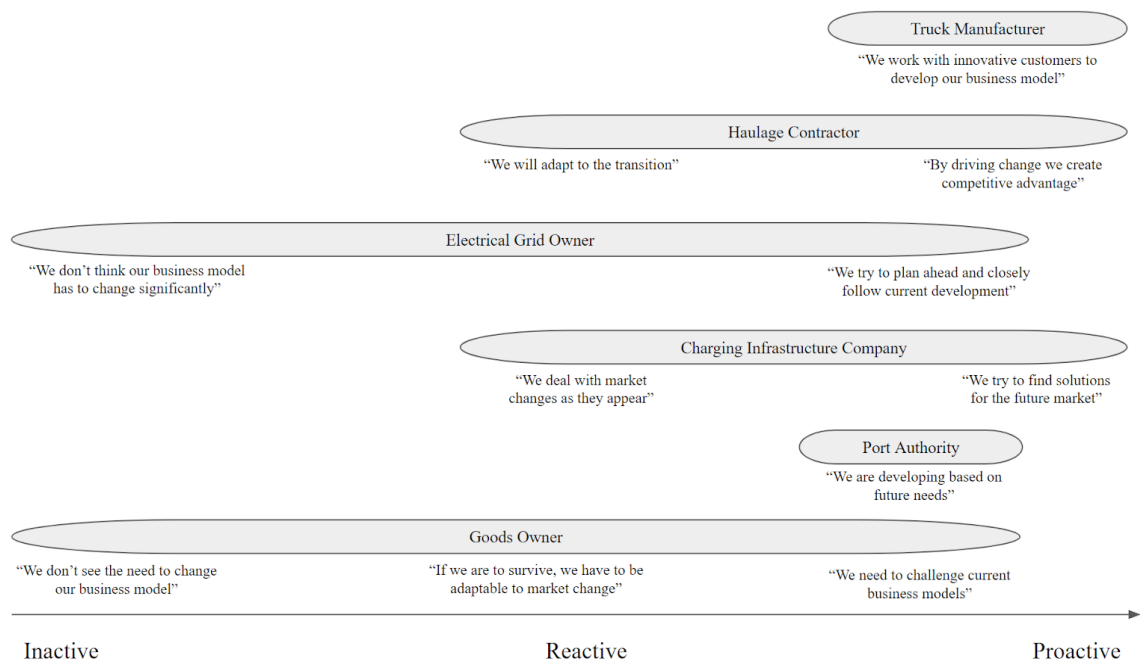 Truck Manufacturer
“We work with innovative customers to
develop our business model”
Haulage Contractor
“We will adapt to the transition”
“By driving change we create
competitive advantage”
Electrical Grid Owner
“We don’t think our business model
has to change significantly”
“We try to plan ahead and closely
follow current development”
Charging Infrastructure Company
“We deal with market
changes as they appear”
“We try to find solutions
for the future market”
Port Authority
“We are developing based on
future needs”
Goods Owner
“We don’t see the need to change
our business model”
“If we are to survive, we have to be
adaptable to market change”
“We need to challenge current
business models”
Inactive
Reactive
Proactive